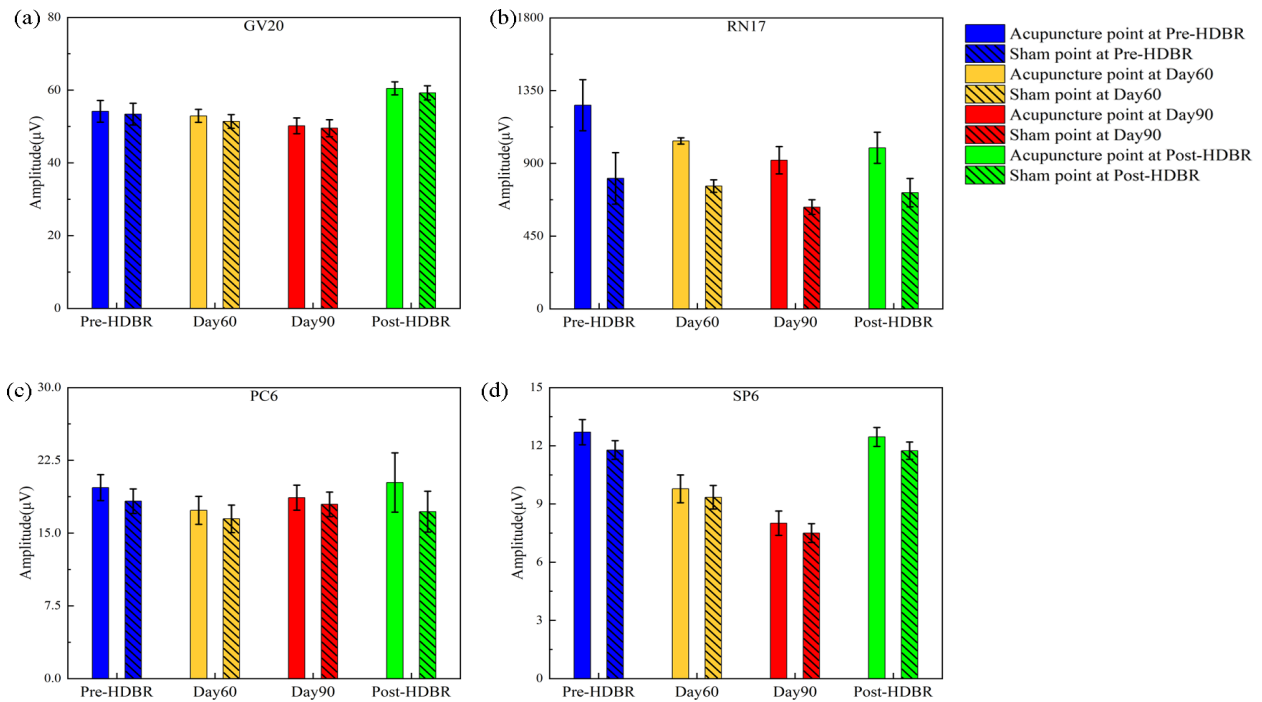 (a)
GV20
80
60
40
20
0
Amplitude(μV)
Pre-HDBR Day60 Day90 Post-HDBR
(b)
RN17
1800
1350
900
450
0
Amplitude(μV)
Pre-HDBR Day60 Day90 Post-HDBR
Acupuncture point at Pre-HDBR
Sham point at Pre-HDBR
Acupuncture point at Day60
Sham point at Day60
Acupuncture point at Day90
Sham point at Day90
Acupuncture point at Post-HDBR
Sham point at Post-HDBR
(c)
PC6
30.0
22.5
15.0
7.5
0.0
Amplitude(μV)
Pre-HDBR Day60 Day90 Post-HDBR
(d)
SP6
15
12
9
6
3
0
Amplitude(μV)
Pre-HDBR Day60 Day90 Post-HDBR